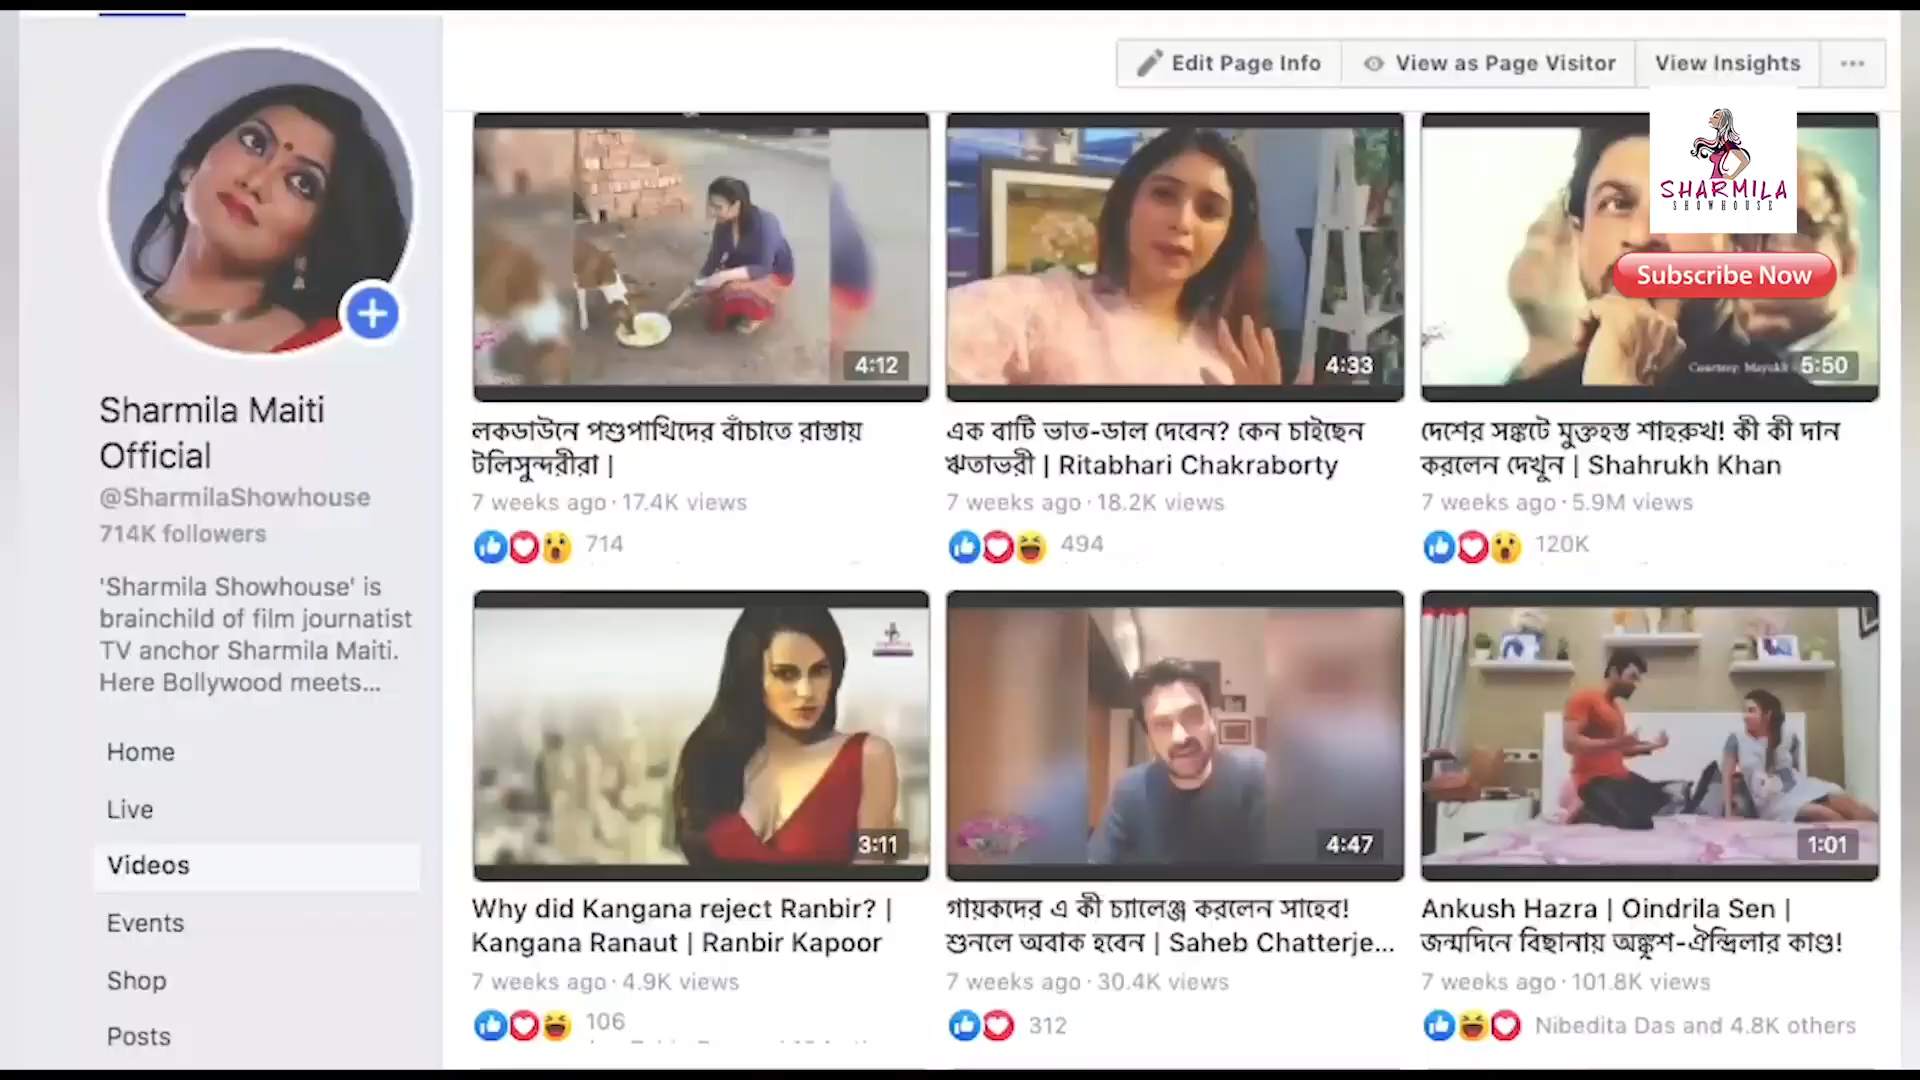 Edit Page Info
View as Page Visitor
View Insights
SHARMILA
SHOWHOUSE
Subscribe Now
Sharmila Maiti
Official
@SharmilaShowhouse
714K followers
'Sharmila Showhouse' is
brainchild of film journatist
TV anchor Sharmila Maiti.
Here Bollywood meets...
Home
Live
Videos
Events
Shop
Posts
4:12
লকডাউনে পশুপাখিদের বাঁচাতে রাস্তায়
টলিসুন্দরীরা |
7 weeks ago · 17.4K views
714
4:33
এক বাটি ভাত-ডাল দেবেন? কেন চাইছেন
ঋতাভরী | Ritabhari Chakraborty
7 weeks ago · 18.2K views
494
Courtesy: Mayukh
5:50
দেশের সঙ্কটে মুক্তহস্ত শাহরুখ! কী কী দান
করলেন দেখুন | Shahrukh Khan
7 weeks ago · 5.9M views
120K
3:11
Why did Kangana reject Ranbir? |
Kangana Ranaut | Ranbir Kapoor
7 weeks ago · 4.9K views
106
4:47
গায়কদের এ কী চ্যালেঞ্জ করলেন সাহেব!
শুনলে অবাক হবেন | Saheb Chatterje...
7 weeks ago · 30.4K views
312
1:01
Ankush Hazra | Oindrila Sen |
জন্মদিনে বিছানায় অঙ্কুশ-ঐন্দ্রিলার কাণ্ড!
7 weeks ago · 101.8K views
Nibedita Das and 4.8K others